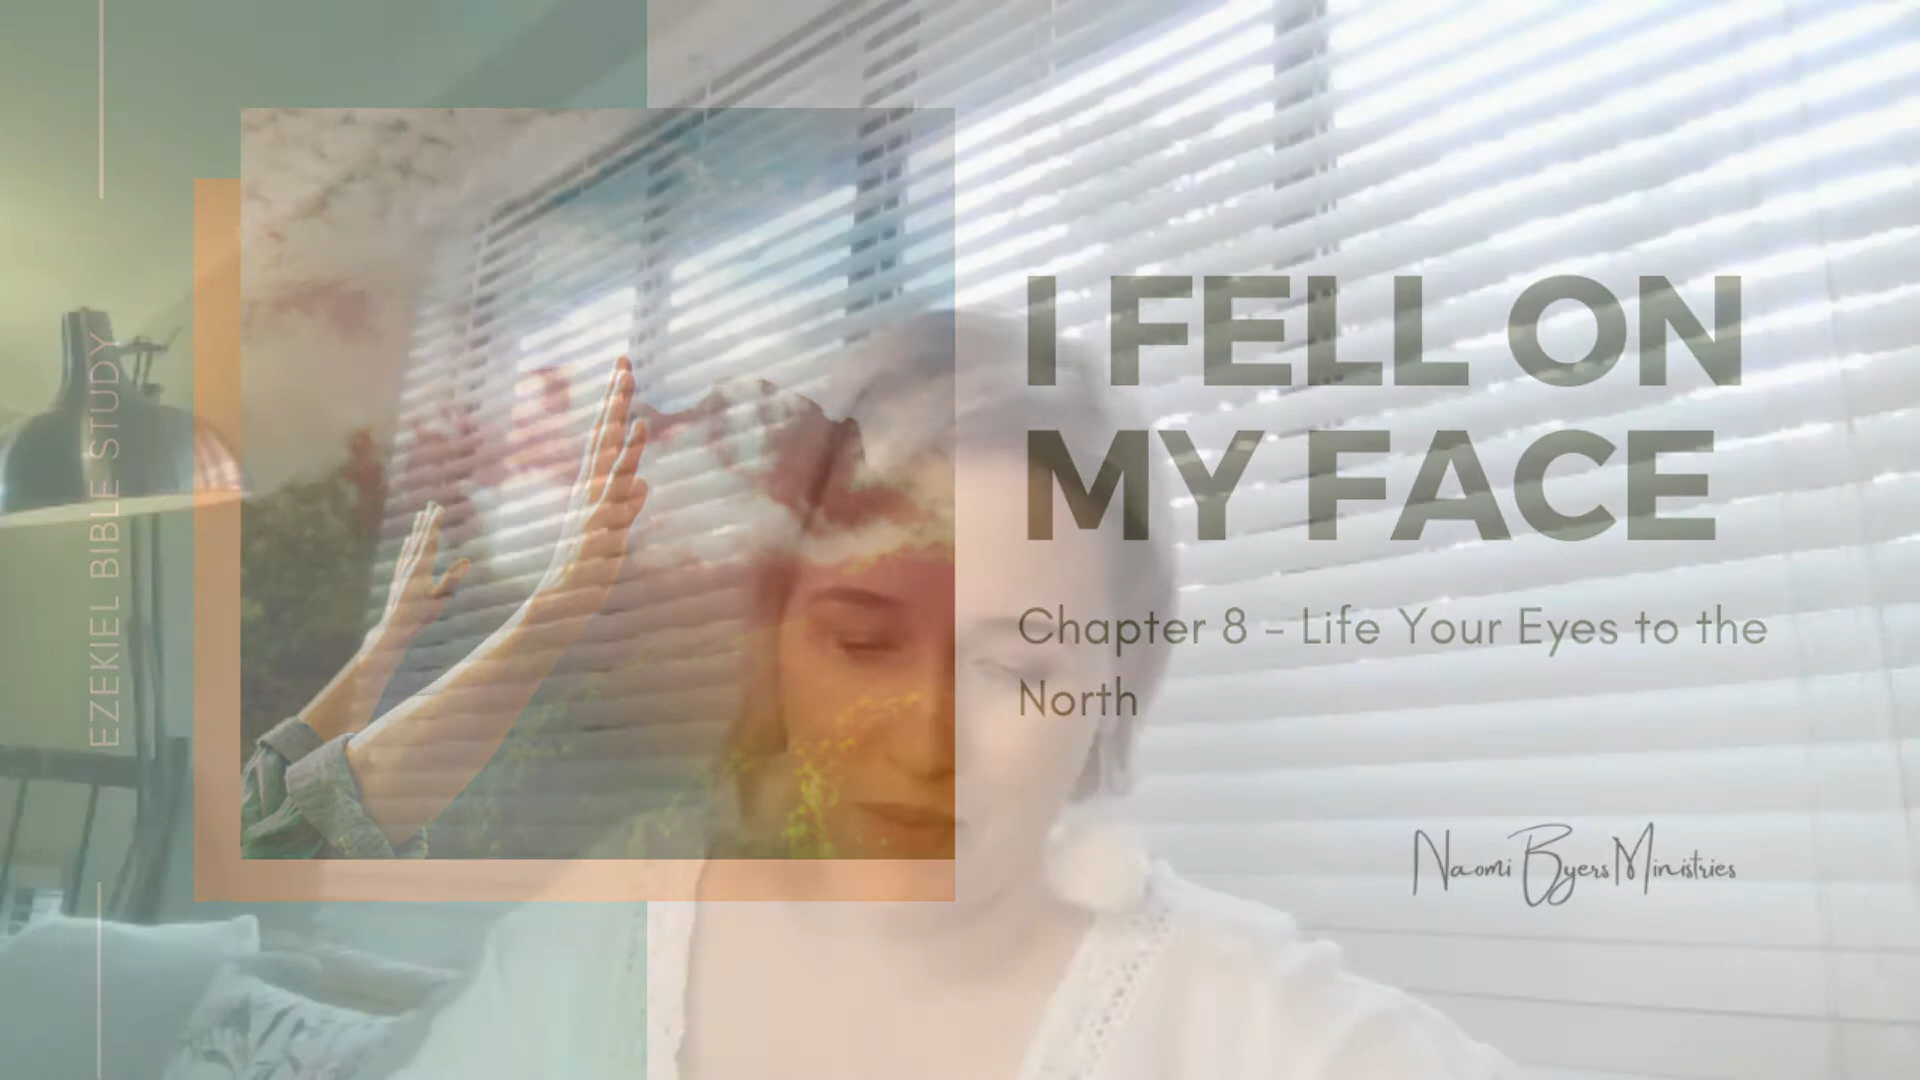 EZEKIEL BIBLE STUDY
I FELL ON
MY FACE
Chapter 8 - Life Your Eyes to the
North
Naomi Byers Ministries